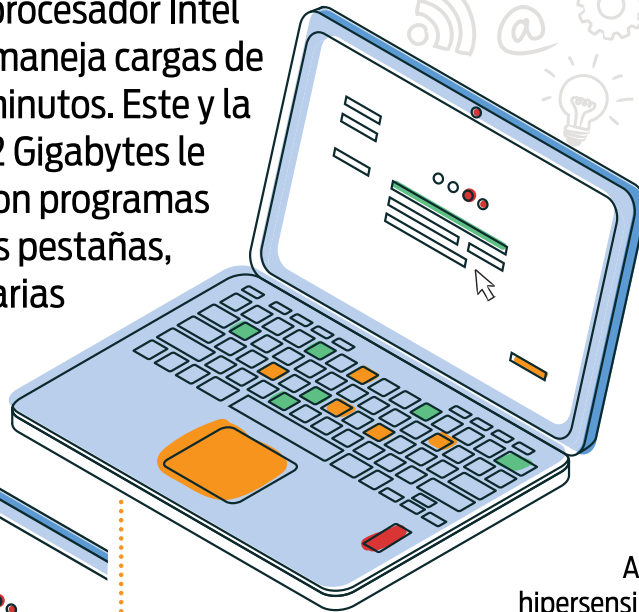 procesador Intel
maneja cargas de
minutos. Este y la
2 Gigabytes le
on programas
s pestañas,
arias
@
A
hipersensi